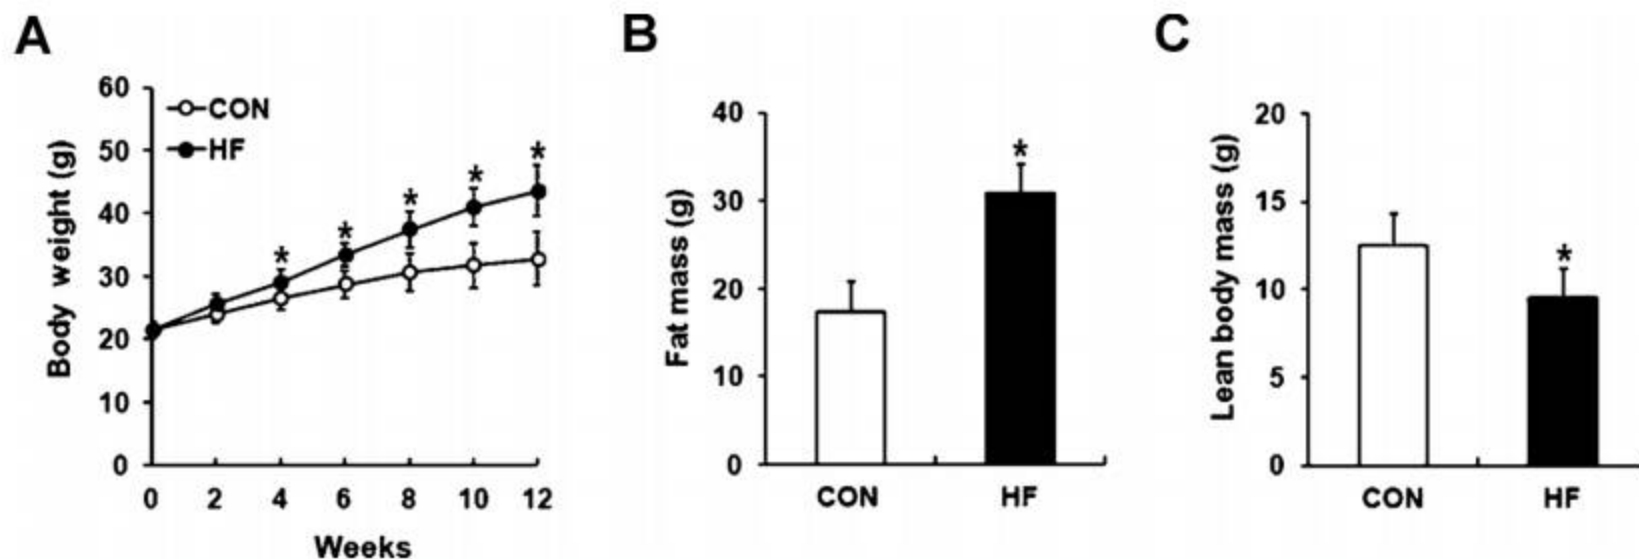 A
Body weight (g)
60
50
40
30
20
10
0
CON
HF
*
*
*
*
*
0 2 4 6 8 10 12
Weeks
B
Fat mass (g)
40
30
20
10
0
*
CON HF
C
Lean body mass (g)
20
15
10
5
0
*
CON HF